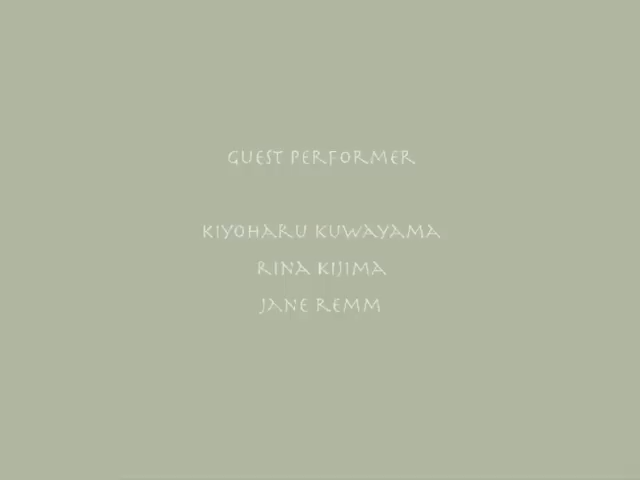 GUEST PERFORMER
KIYOHARU KUWAYAMA
RINA KIJIMA
JANE REMM